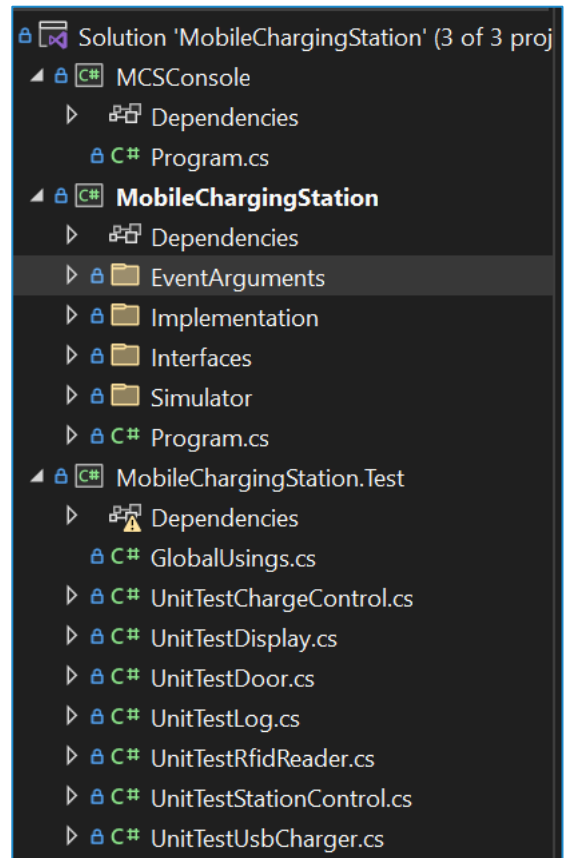 Solution 'MobileChargingStation' (3 of 3 proj
C# MCSConsole
Dependencies
C# Program.cs
C# MobileChargingStation
Dependencies
EventArguments
Implementation
Interfaces
Simulator
C# Program.cs
C# MobileChargingStation.Test
Dependencies
C# GlobalUsings.cs
C# UnitTestChargeControl.cs
C# UnitTestDisplay.cs
C# UnitTestDoor.cs
C# UnitTestLog.cs
C# UnitTestRfidReader.cs
C# UnitTestStationControl.cs
C# UnitTestUsbCharger.cs